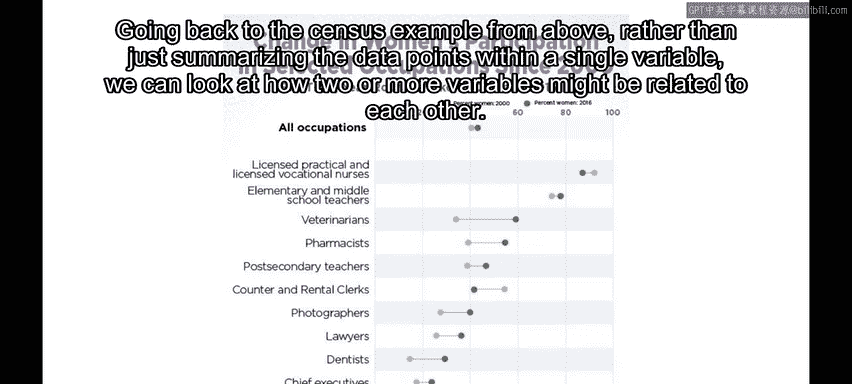 GPT中英字幕课程资源@bilibili.com
Going back to the census example from above, rather than
just summarizing the data points within a single variable,
we can look at how two or more variables might be related to
each other.
Percent women: 2000
Percent women: 2016
60
80
100
All occupations
Licensed practical and
licensed vocational nurses
Elementary and middle
school teachers
Veterinarians
Pharmacists
Postsecondary teachers
Counter and Rental Clerks
Photographers
Lawyers
Dentists
Chief executives